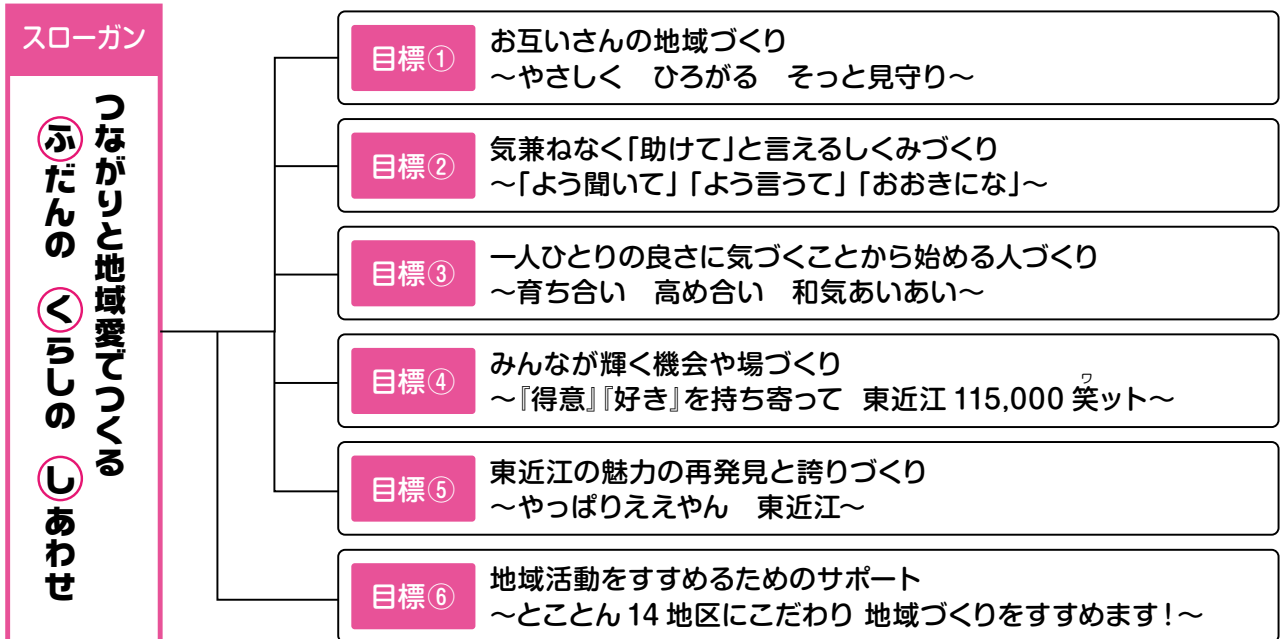 スローガン
つながりと地域愛でつくる
ふだんの くらしの しあわせ
目標①
お互いさんの地域づくり
～やさしく ひろがる そっと見守り～
目標②
気兼ねなく「助けて」と言えるしくみづくり
～「よう聞いて」「よう言うて」「おおきにな」～
目標③
一人ひとりの良さに気づくことから始める人づくり
～育ち合い 高め合い 和気あいあい～
目標④
みんなが輝く機会や場づくり
ワ
～『得意』『好き』を持ち寄って 東近江 115,000 笑ット～
目標⑤
東近江の魅力の再発見と誇りづくり
～やっぱりええやん 東近江～
目標⑥
地域活動をすすめるためのサポート
～とことん 14 地区にこだわり 地域づくりをすすめます！～